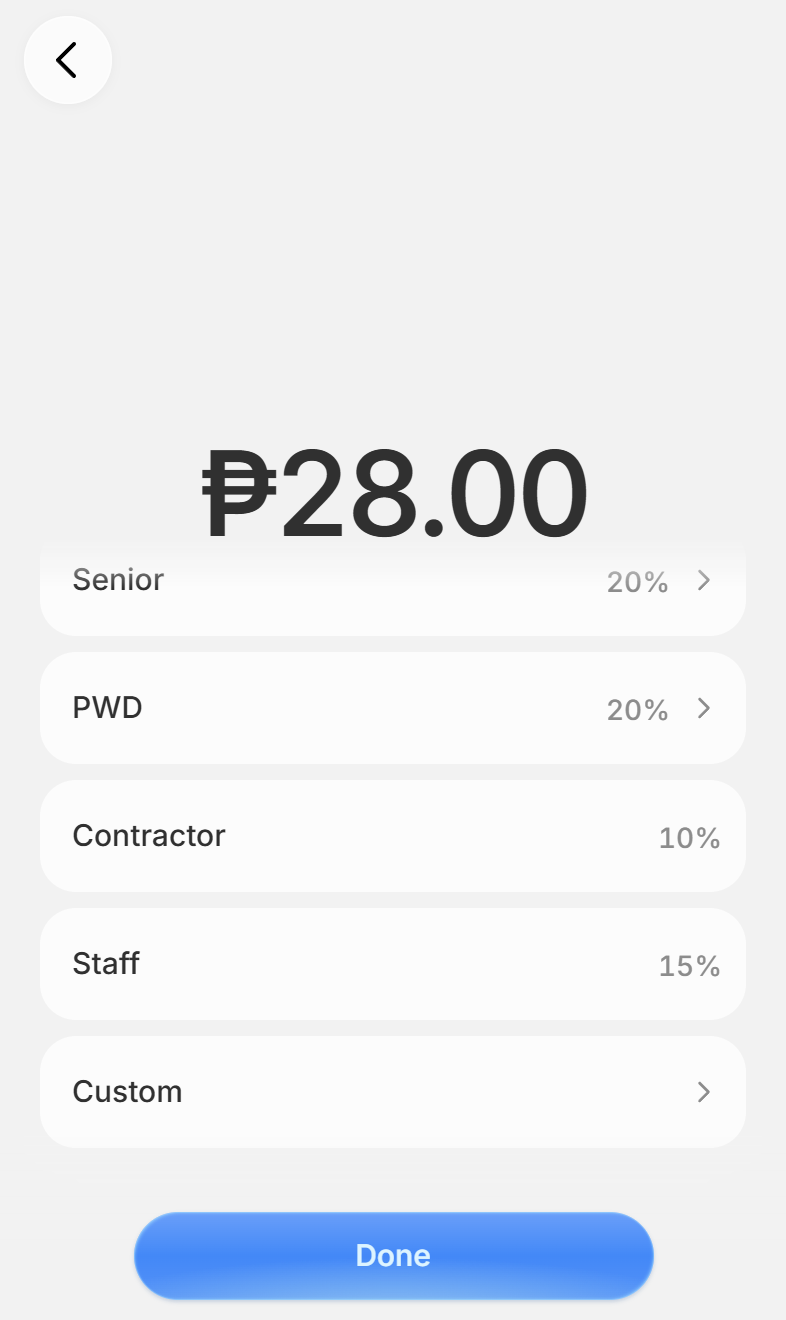 ₱28.00
Senior 20%
PWD 20%
Contractor 10%
Staff 15%
Custom
Done